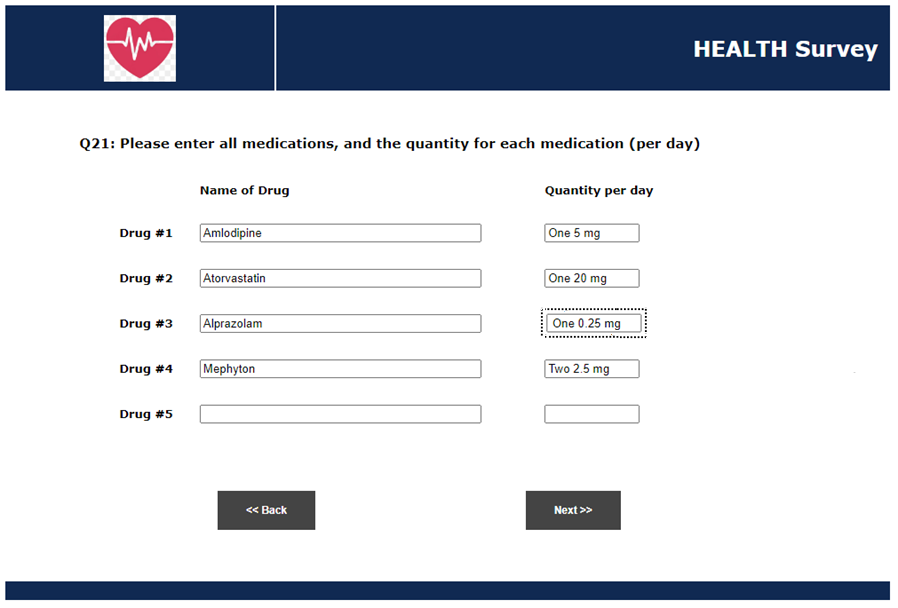 HEALTH Survey
Q21: Please enter all medications, and the quantity for each medication (per day)
Name of Drug Quantity per day
Drug #1 Amlodipine One 5 mg
Drug #2 Atorvastatin One 20 mg
Drug #3 Alprazolam One 0.25 mg
Drug #4 Mephyton Two 2.5 mg
Drug #5
<< Back Next >>